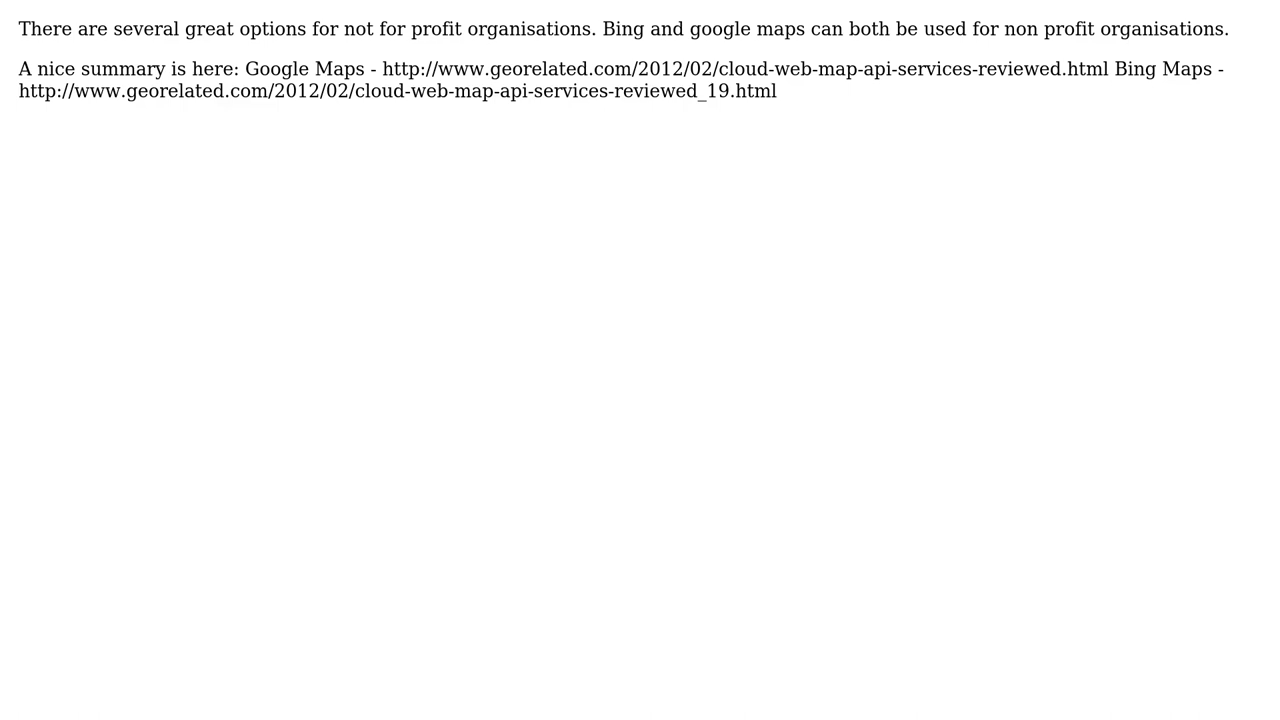 There are several great options for not for profit organisations. Bing and google maps can both be used for non profit organisations.
A nice summary is here: Google Maps - http://www.georelated.com/2012/02/cloud-web-map-api-services-reviewed.html Bing Maps -
http://www.georelated.com/2012/02/cloud-web-map-api-services-reviewed_19.html